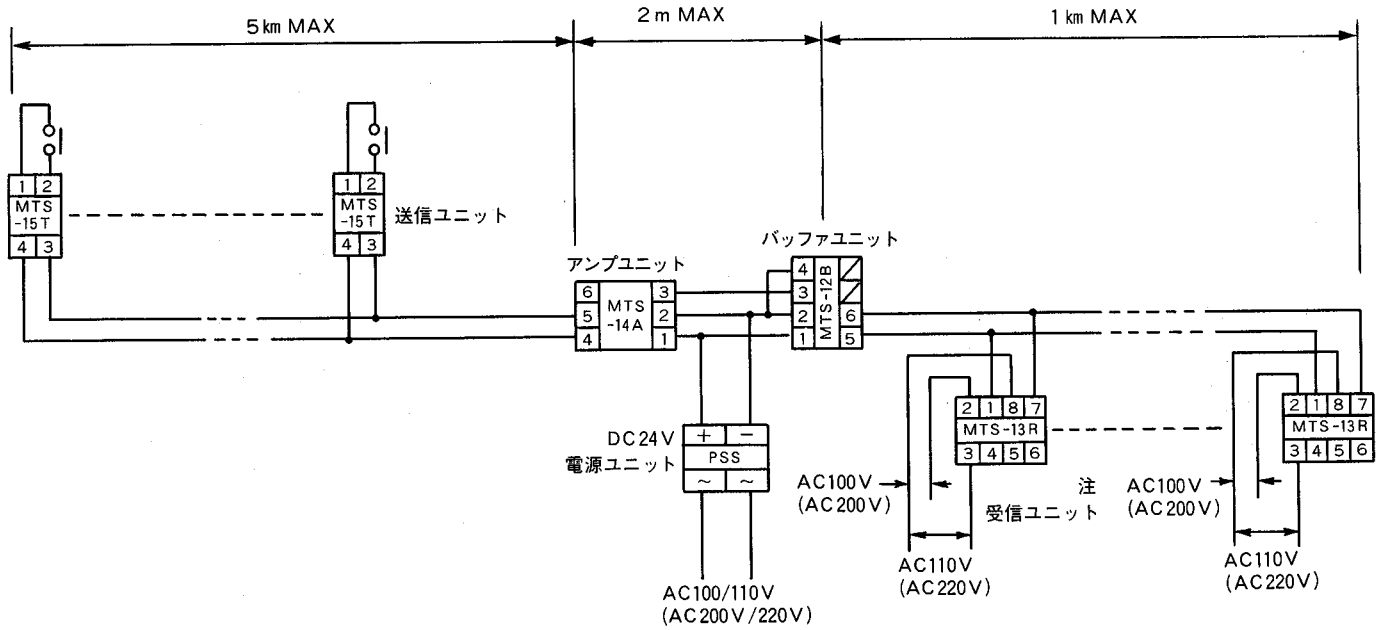 5km MAX
2m MAX
1km MAX
1 2
MTS
-15T
4 3
1 2
MTS
-15T
4 3
送信ユニット
アンプユニット
6 3
5 MTS 2
4 -14A 1
バッファユニット
4
3
2 6
1 5
MTS-12B
DC24V
電源ユニット
+ −
PSS
~ ~
AC100/110V
(AC200V/220V)
2 1 8 7
MTS-13R
3 4 5 6
AC100V
(AC200V)
注
受信ユニット
AC110V
(AC220V)
2 1 8 7
MTS-13R
3 4 5 6
AC100V
(AC200V)
AC110V
(AC220V)